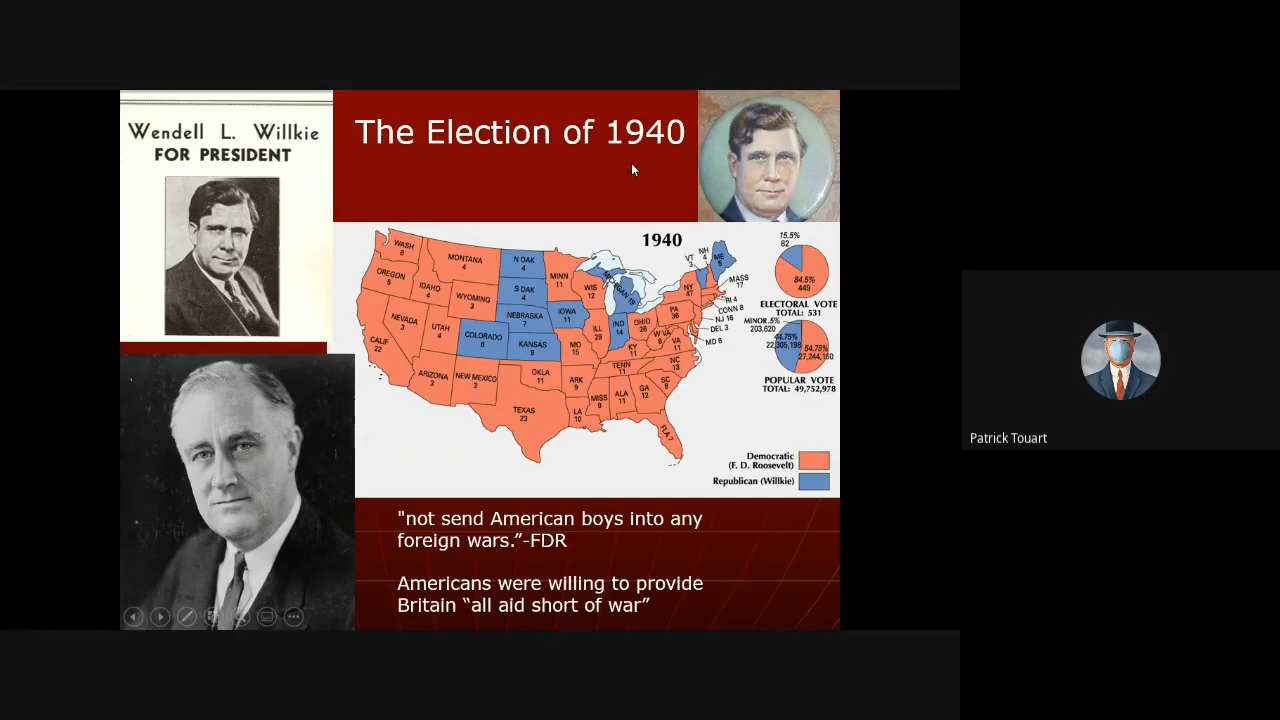 Wendell L. Willkie
FOR PRESIDENT
The Election of 1940
1940
WASH
8
OREGON
5
CALIF
22
NEVADA
3
IDAHO
4
MONTANA
4
WYOMING
3
UTAH
4
ARIZONA
3
COLORADO
6
NEW MEXICO
3
N DAK
4
S DAK
4
NEBRASKA
7
KANSAS
9
OKLA
11
TEXAS
23
MINN
11
IOWA
11
MO
15
ARK
9
LA
10
WIS
12
ILL
29
MICHIGAN 19
IND
14
OHIO
26
KY
11
TENN
11
MISS
9
ALA
11
GA
12
FLA 7
SC
8
NC
13
VA
11
W VA
8
PA
36
NY
47
VT
3
NH
4
ME
5
MASS
17
RI 4
CONN 8
NJ 16
DEL 3
MD 8
15.5%
82
84.5%
449
ELECTORAL VOTE
TOTAL: 531
MINOR .5%
203,620
44.75%
22,305,198
54.75%
27,244,160
POPULAR VOTE
TOTAL: 49,752,978
Democratic
(F. D. Roosevelt)
Republican (Willkie)
"not send American boys into any
foreign wars.”-FDR
Americans were willing to provide
Britain “all aid short of war”
Patrick Touart